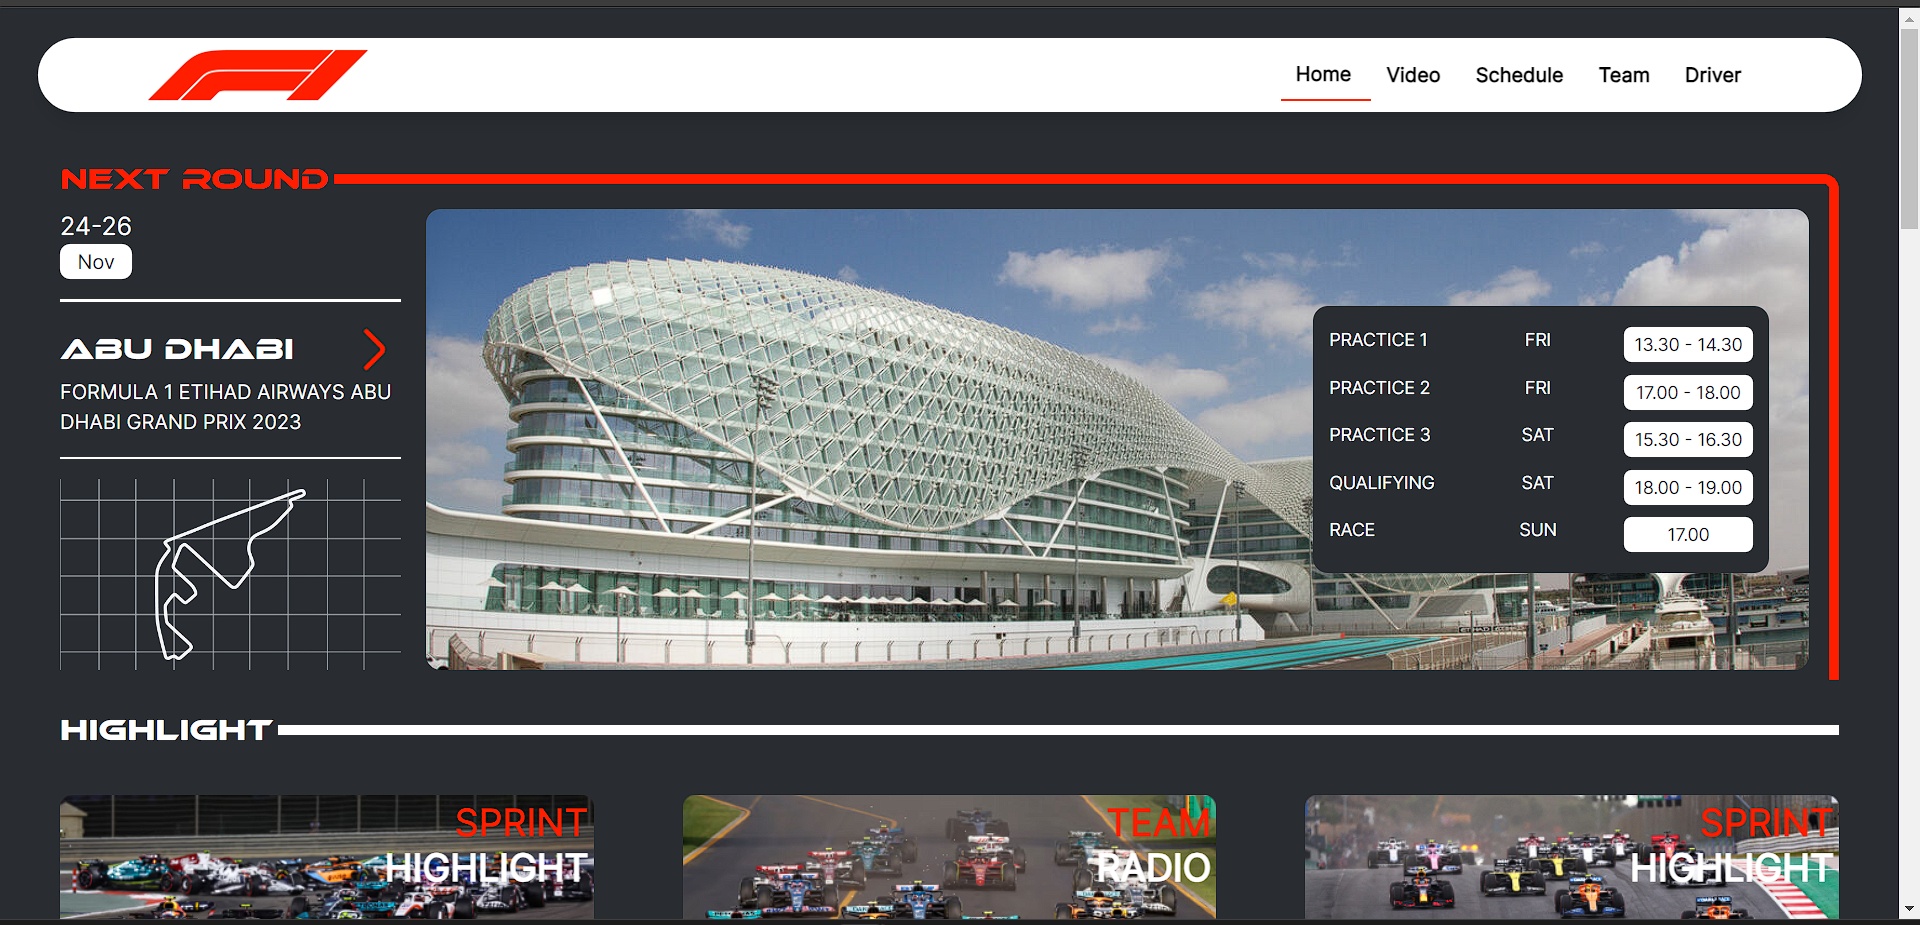 Home Video Schedule Team Driver
NEXT ROUND
24-26
Nov
ABU DHABI
FORMULA 1 ETIHAD AIRWAYS ABU
DHABI GRAND PRIX 2023
PRACTICE 1 FRI 13.30 - 14.30
PRACTICE 2 FRI 17.00 - 18.00
PRACTICE 3 SAT 15.30 - 16.30
QUALIFYING SAT 18.00 - 19.00
RACE SUN 17.00
HIGHLIGHT
SPRINT
HIGHLIGHT
TEAM
RADIO
SPRINT
HIGHLIGHT